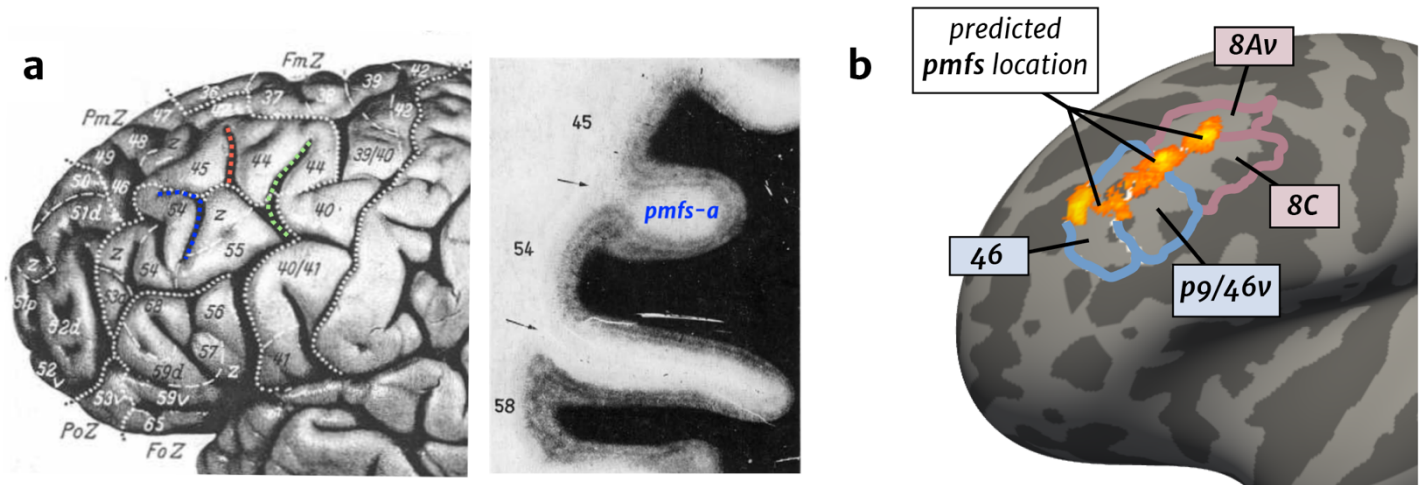 a
FmZ
39
42
36
37
38
47
42
PmZ
48
z
45
44
44
39/40
49
50
46
54
z
40
51d
55
z
54
40/41
z
53a
68
56
51p
52d
57
41
59d
z
52v
53v
59v
65
PoZ
FoZ
45
pmfs-a
54
58
b
predicted
pmfs location
8Av
8C
46
p9/46v